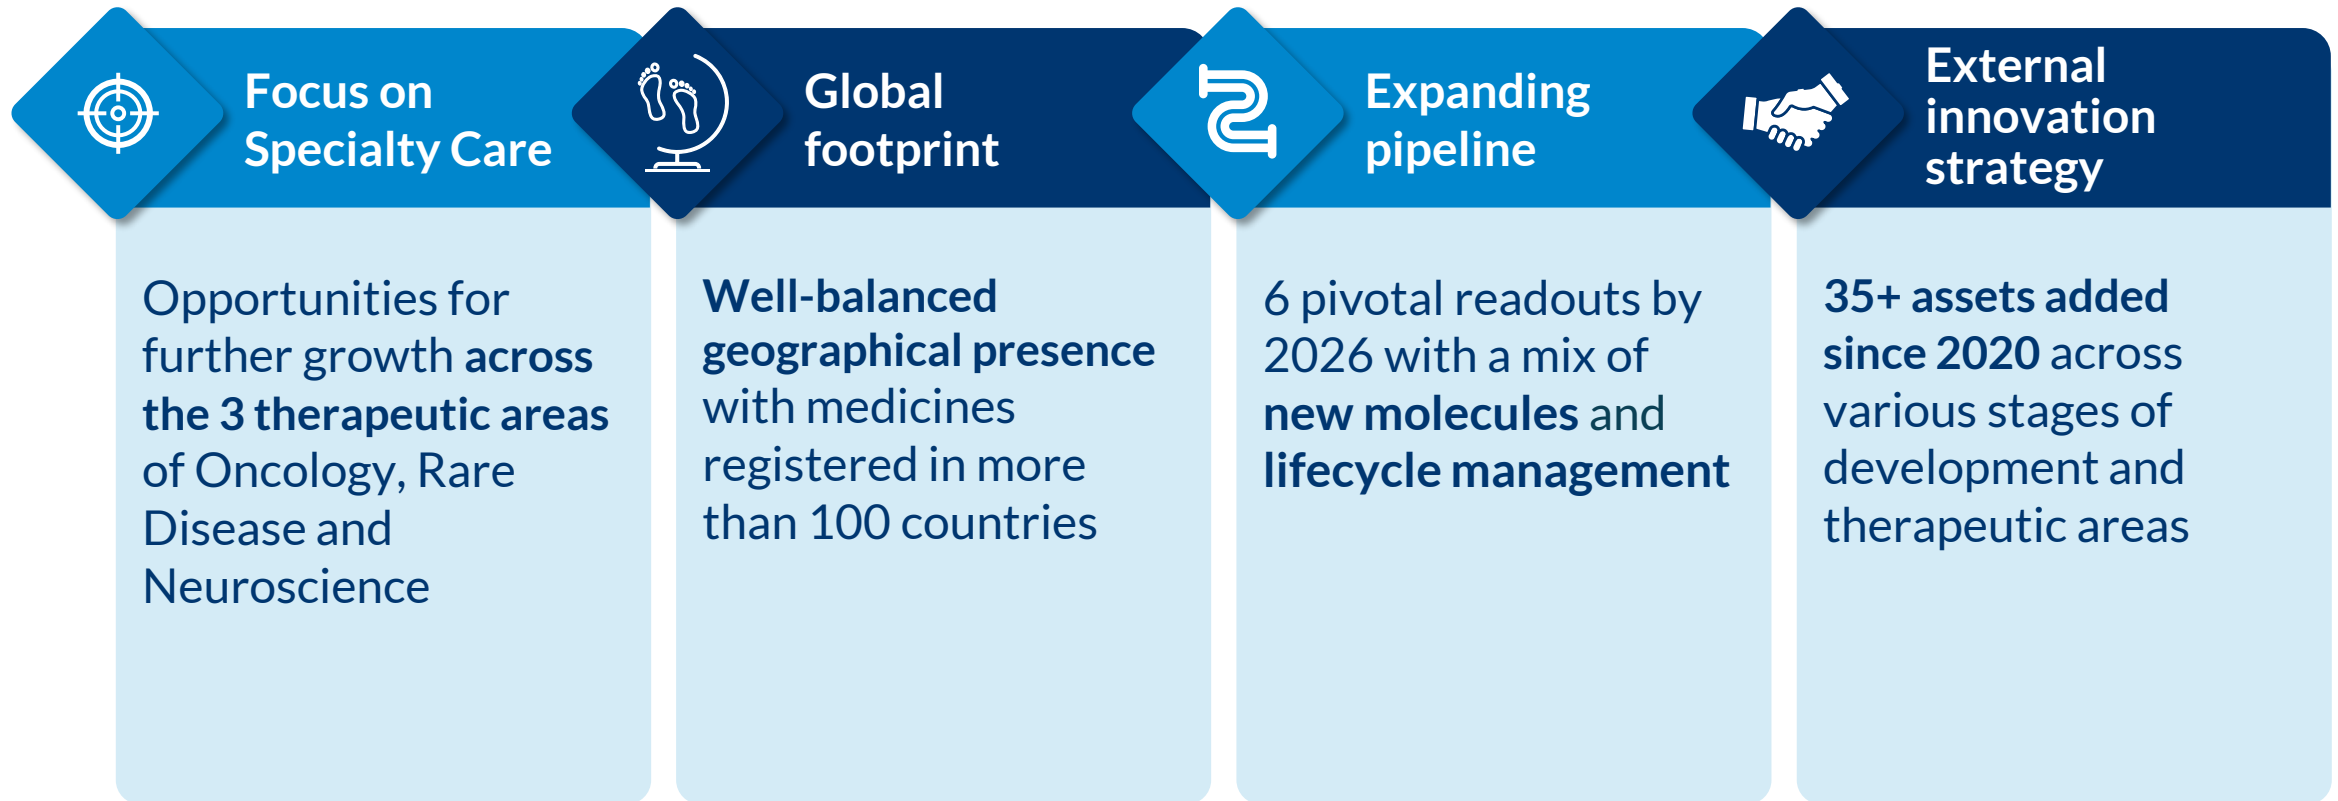 Focus on
Specialty Care
Opportunities for
further growth across
the 3 therapeutic areas
of Oncology, Rare
Disease and
Neuroscience
Global
footprint
Well-balanced
geographical presence
with medicines
registered in more
than 100 countries
Expanding
pipeline
6 pivotal readouts by
2026 with a mix of
new molecules and
lifecycle management
External
innovation
strategy
35+ assets added
since 2020 across
various stages of
development and
therapeutic areas